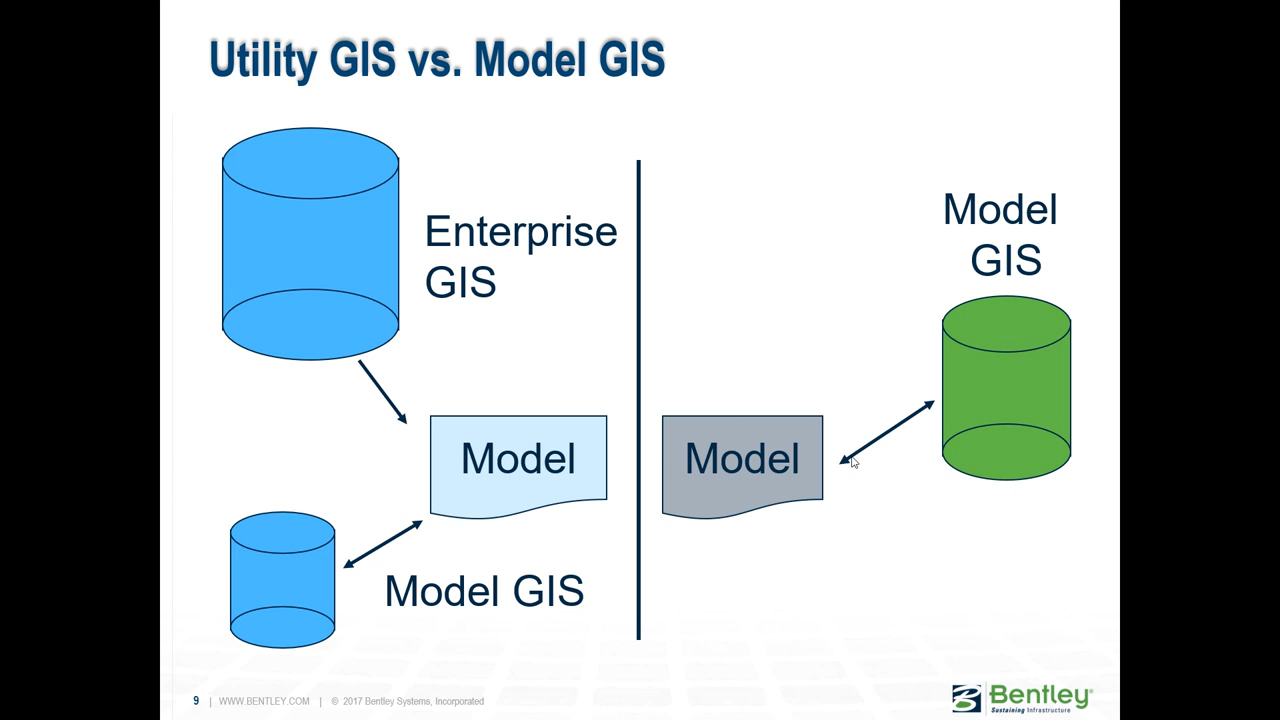 Utility GIS vs. Model GIS
Enterprise
GIS
Model
Model GIS
Model
GIS
Model
9 | WWW.BENTLEY.COM | © 2017 Bentley Systems, Incorporated
Bentley®
Sustaining Infrastructure